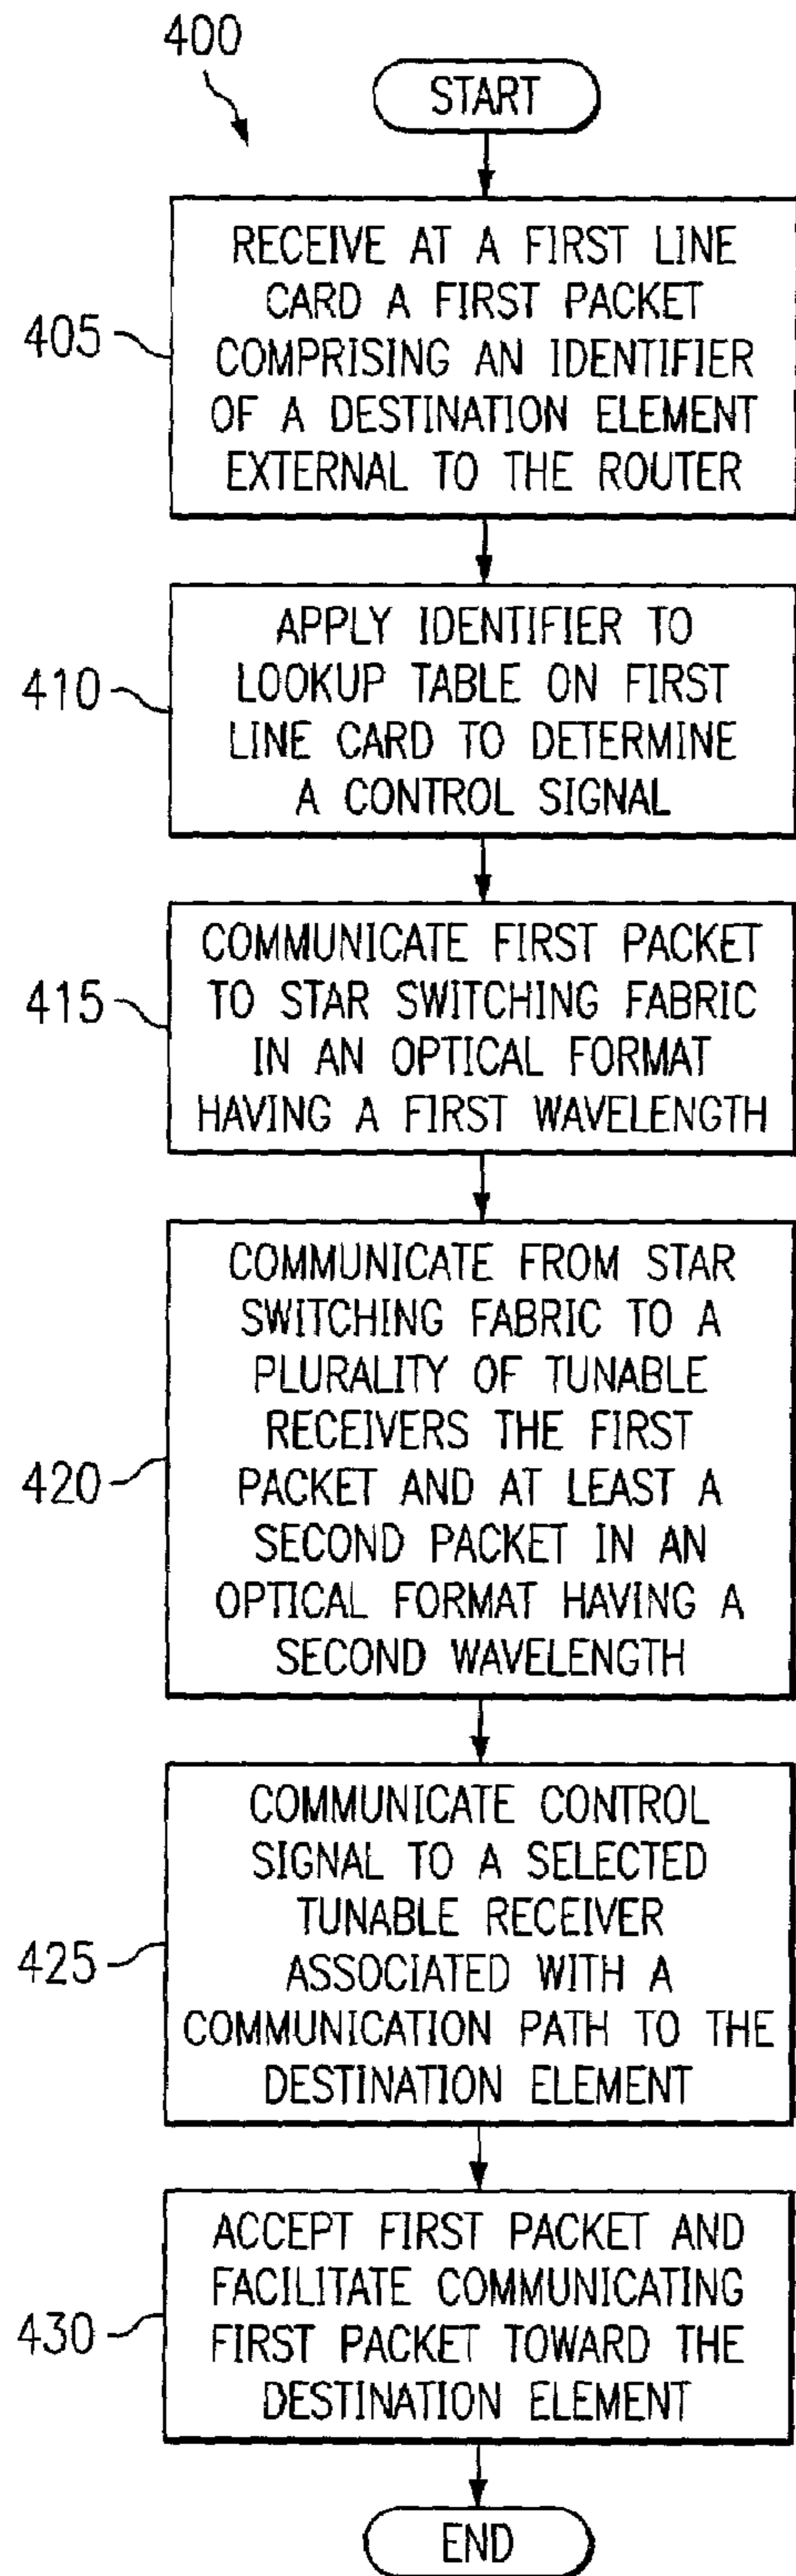 400
START
405
RECEIVE AT A FIRST LINE
CARD A FIRST PACKET
COMPRISING AN IDENTIFIER
OF A DESTINATION ELEMENT
EXTERNAL TO THE ROUTER
410
APPLY IDENTIFIER TO
LOOKUP TABLE ON FIRST
LINE CARD TO DETERMINE
A CONTROL SIGNAL
415
COMMUNICATE FIRST PACKET
TO STAR SWITCHING FABRIC
IN AN OPTICAL FORMAT
HAVING A FIRST WAVELENGTH
420
COMMUNICATE FROM STAR
SWITCHING FABRIC TO A
PLURALITY OF TUNABLE
RECEIVERS THE FIRST
PACKET AND AT LEAST A
SECOND PACKET IN AN
OPTICAL FORMAT HAVING A
SECOND WAVELENGTH
425
COMMUNICATE CONTROL
SIGNAL TO A SELECTED
TUNABLE RECEIVER
ASSOCIATED WITH A
COMMUNICATION PATH TO THE
DESTINATION ELEMENT
430
ACCEPT FIRST PACKET AND
FACILITATE COMMUNICATING
FIRST PACKET TOWARD THE
DESTINATION ELEMENT
END